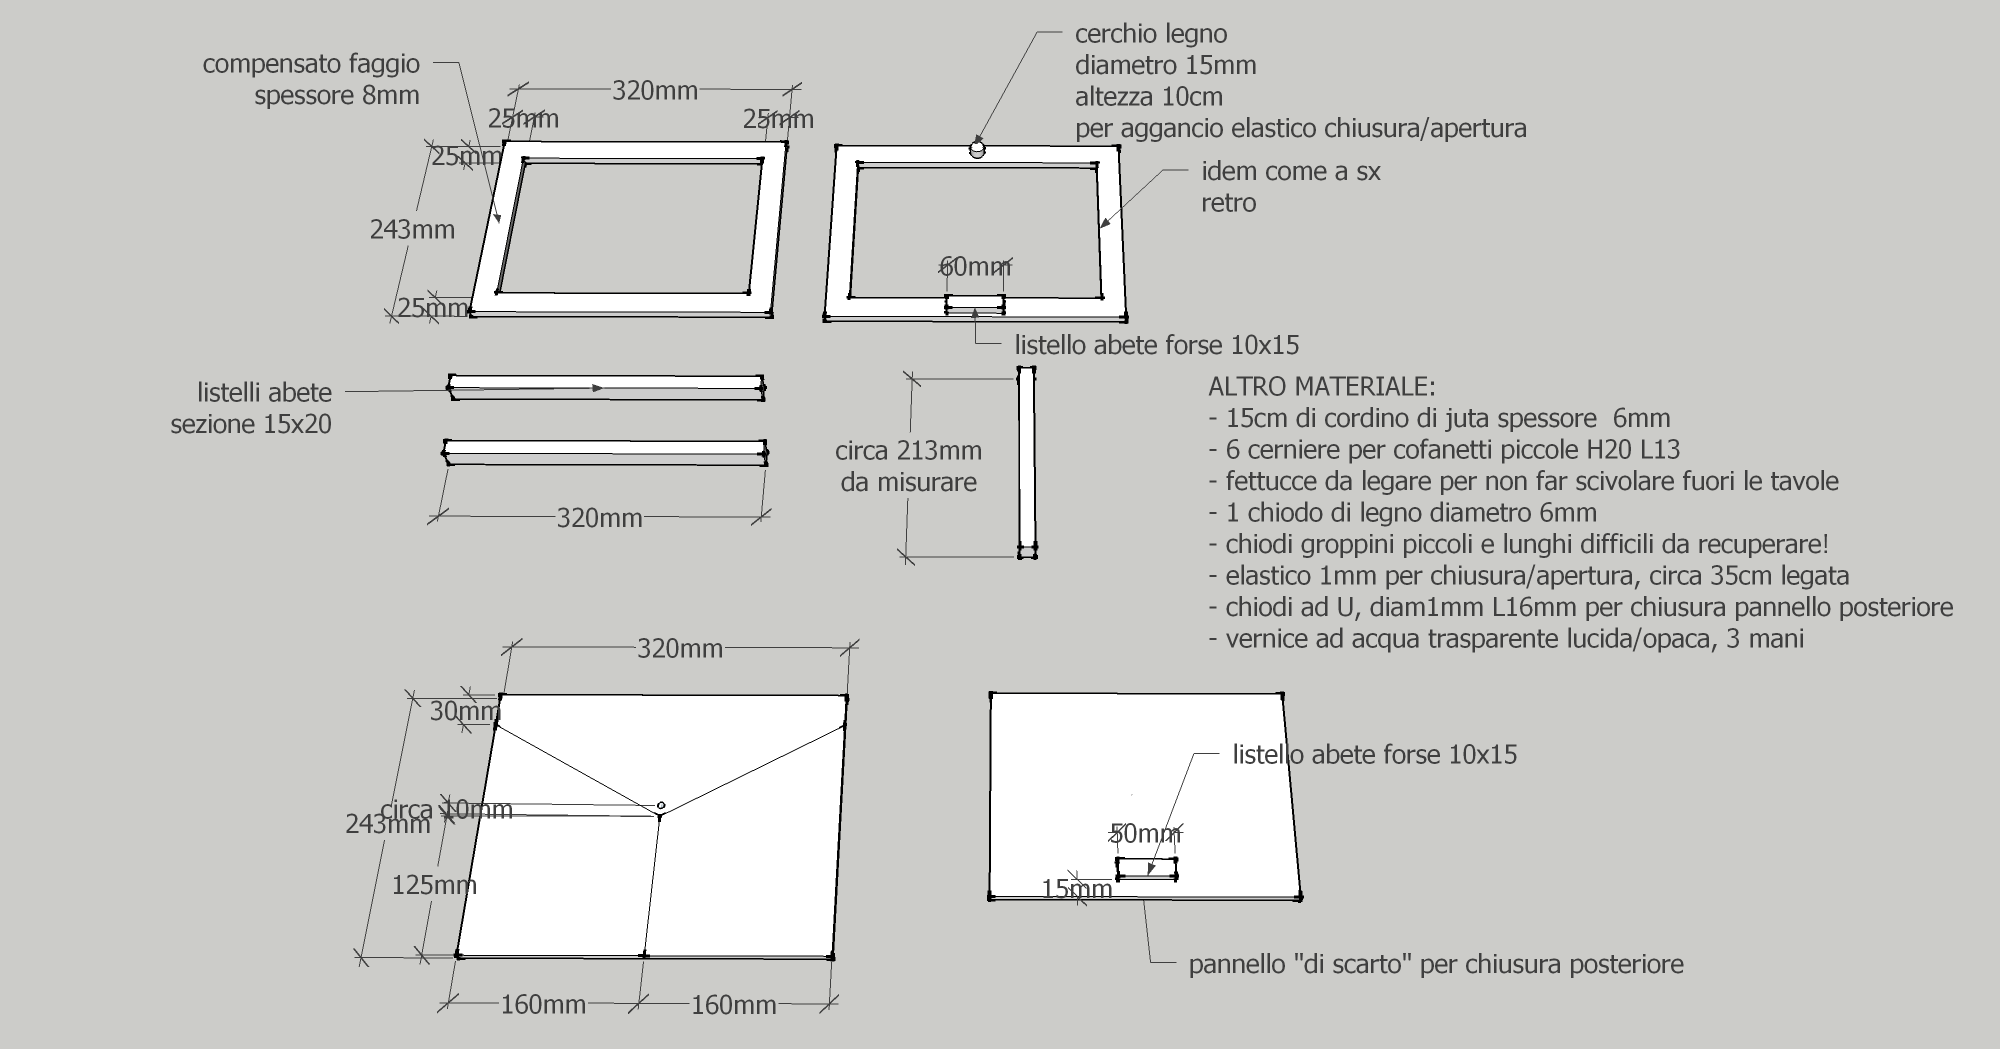 compensato faggio
spessore 8mm
320mm
25mm
25mm
25mm
243mm
25mm
cerchio legno
diametro 15mm
altezza 10cm
per aggancio elastico chiusura/apertura
idem come a sx
retro
60mm
listello abete forse 10x15
listelli abete
sezione 15x20
320mm
circa 213mm
da misurare
ALTRO MATERIALE:
- 15cm di cordino di juta spessore  6mm
- 6 cerniere per cofanetti piccole H20 L13
- fettucce da legare per non far scivolare fuori le tavole
- 1 chiodo di legno diametro 6mm
- chiodi groppini piccoli e lunghi difficili da recuperare!
- elastico 1mm per chiusura/apertura, circa 35cm legata
- chiodi ad U, diam1mm L16mm per chiusura pannello posteriore
- vernice ad acqua trasparente lucida/opaca, 3 mani
320mm
30mm
circa 10mm
243mm
125mm
160mm
160mm
listello abete forse 10x15
50mm
15mm
pannello "di scarto" per chiusura posteriore